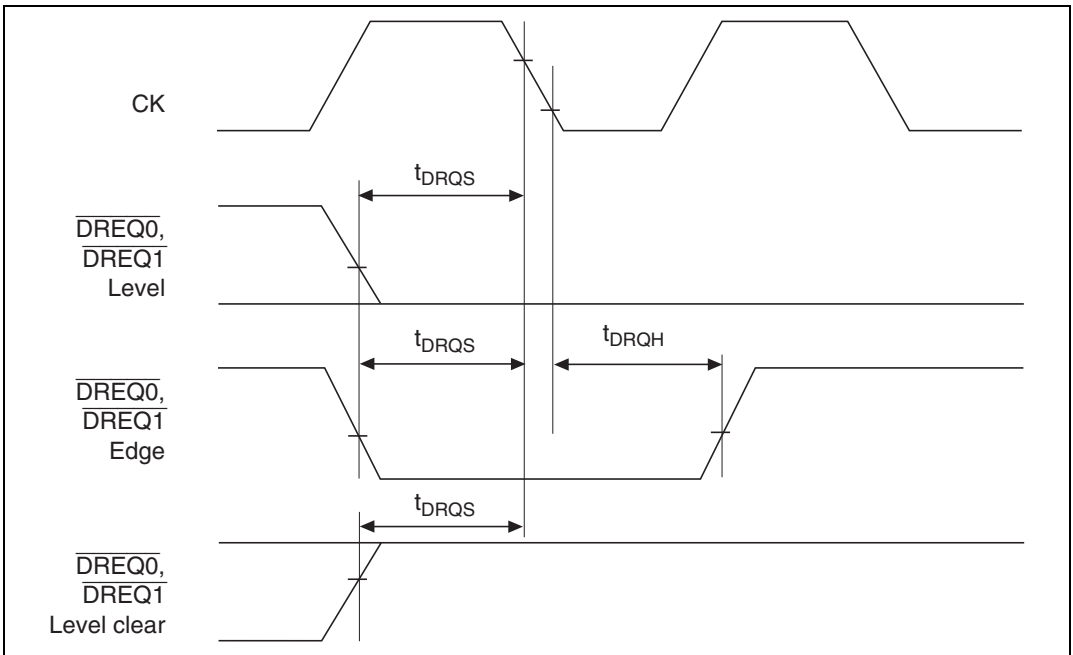 CK
tDRQS
DREQ0,
DREQ1
Level
tDRQS
tDRQH
DREQ0,
DREQ1
Edge
tDRQS
DREQ0,
DREQ1
Level clear